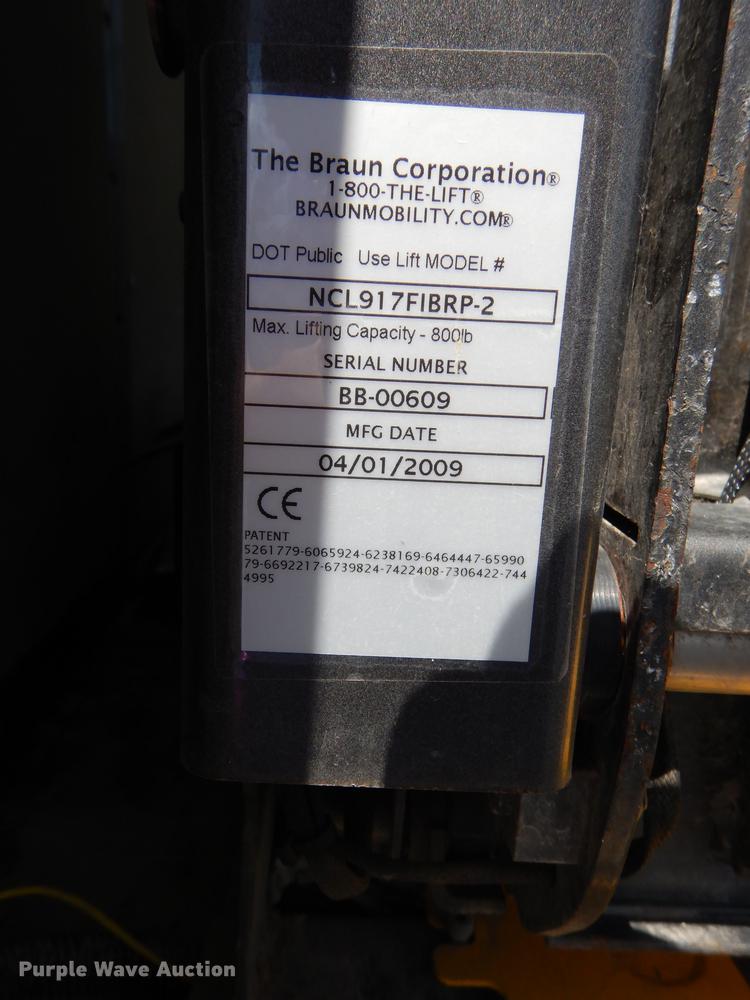 The Braun Corporation®
1-800-THE-LIFT®
BRAUNMOBILITY.COM®
DOT Public Use Lift MODEL #
NCL917FIBRP-2
Max. Lifting Capacity - 800lb
SERIAL NUMBER
BB-00609
MFG DATE
04/01/2009
CE
PATENT
5261779-6065924-6238169-6464447-65990
79-6692217-6739824-7422408-7306422-744
4995
Purple Wave Auction